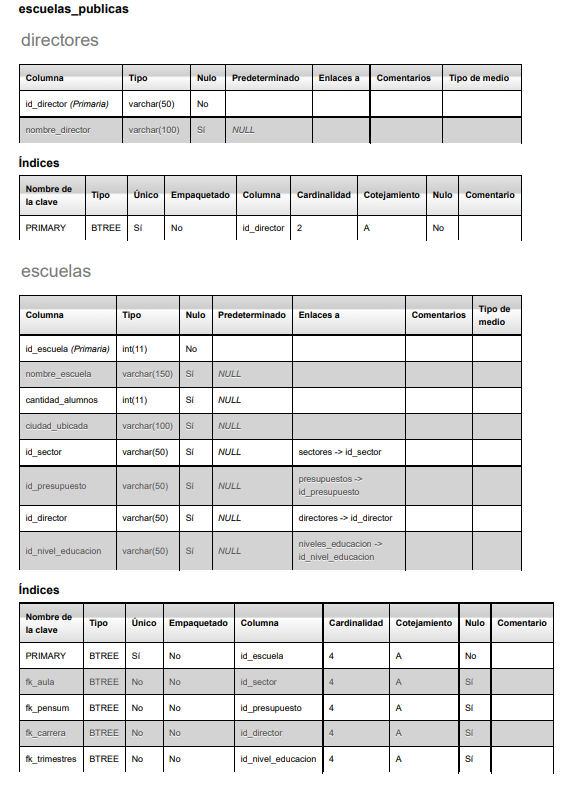 escuelas_publicas
directores
Columna Tipo Nulo Predeterminado Enlaces a Comentarios Tipo de medio
id_director (Primaria) varchar(50) No
nombre_director varchar(100) Sí NULL
Índices
Nombre de la clave Tipo Único Empaquetado Columna Cardinalidad Cotejamiento Nulo Comentario
PRIMARY BTREE Sí No id_director 2 A No
escuelas
Columna Tipo Nulo Predeterminado Enlaces a Comentarios Tipo de medio
id_escuela (Primaria) int(11) No
nombre_escuela varchar(150) Sí NULL
cantidad_alumnos int(11) Sí NULL
ciudad_ubicada varchar(100) Sí NULL
id_sector varchar(50) Sí NULL sectores -> id_sector
id_presupuesto varchar(50) Sí NULL presupuestos -> id_presupuesto
id_director varchar(50) Sí NULL directores -> id_director
id_nivel_educacion varchar(50) Sí NULL niveles_educacion -> id_nivel_educacion
Índices
Nombre de la clave Tipo Único Empaquetado Columna Cardinalidad Cotejamiento Nulo Comentario
PRIMARY BTREE Sí No id_escuela 4 A No
fk_aula BTREE No No id_sector 4 A Sí
fk_pensum BTREE No No id_presupuesto 4 A Sí
fk_carrera BTREE No No id_director 4 A Sí
fk_trimestres BTREE No No id_nivel_educacion 4 A Sí